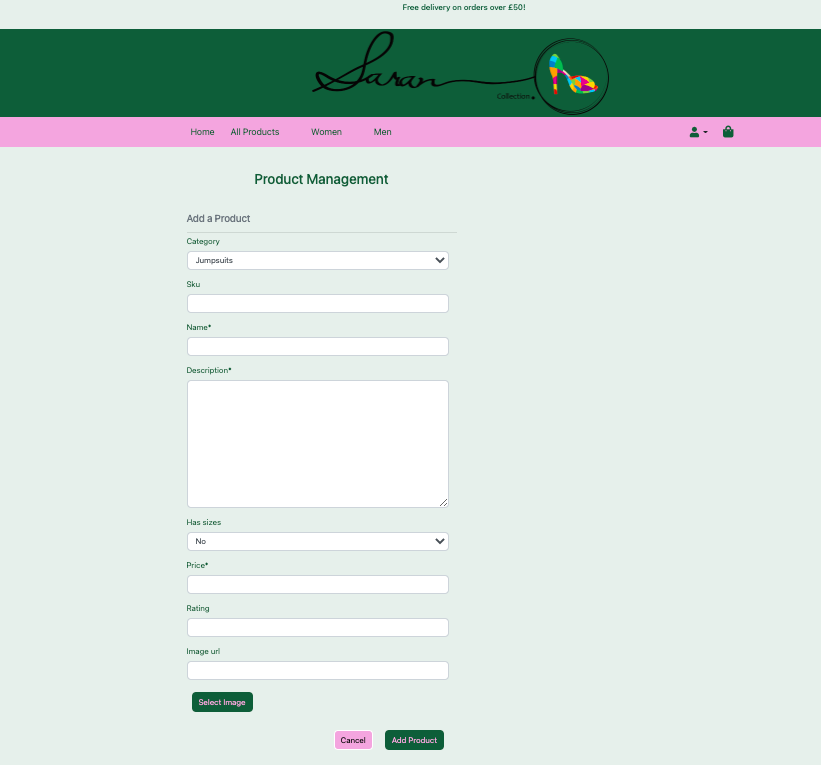 Free delivery on orders over £50!
Saran
Collection.
Home All Products Women Men
Product Management
Add a Product
Category
Jumpsuits
Sku
Name*
Description*
Has sizes
No
Price*
Rating
Image url
Select Image
Cancel Add Product